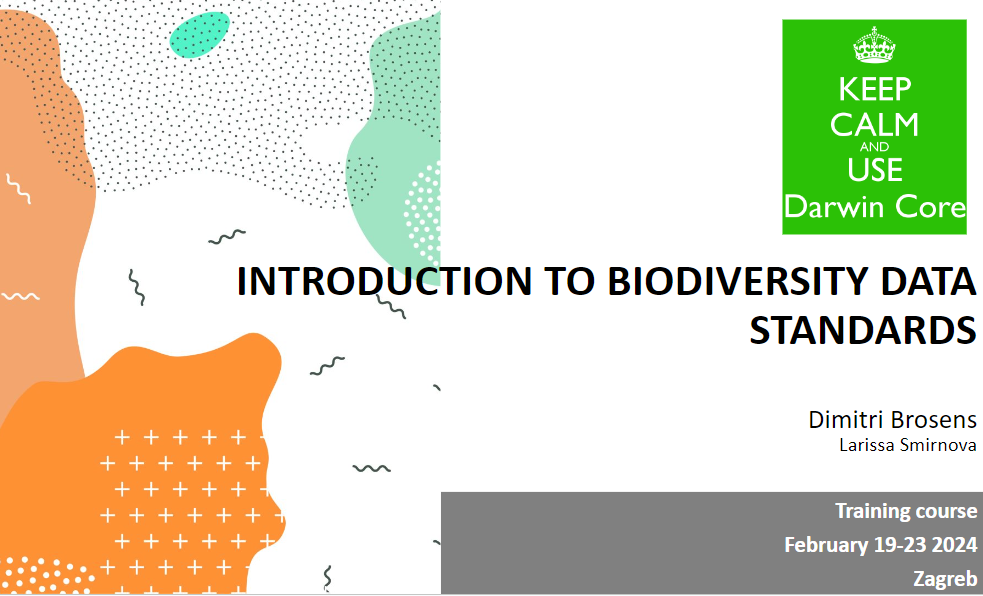 KEEP
CALM
AND
USE
Darwin Core
INTRODUCTION TO BIODIVERSITY DATA
STANDARDS
Dimitri Brosens
Larissa Smirnova
Training course
February 19-23 2024
Zagreb